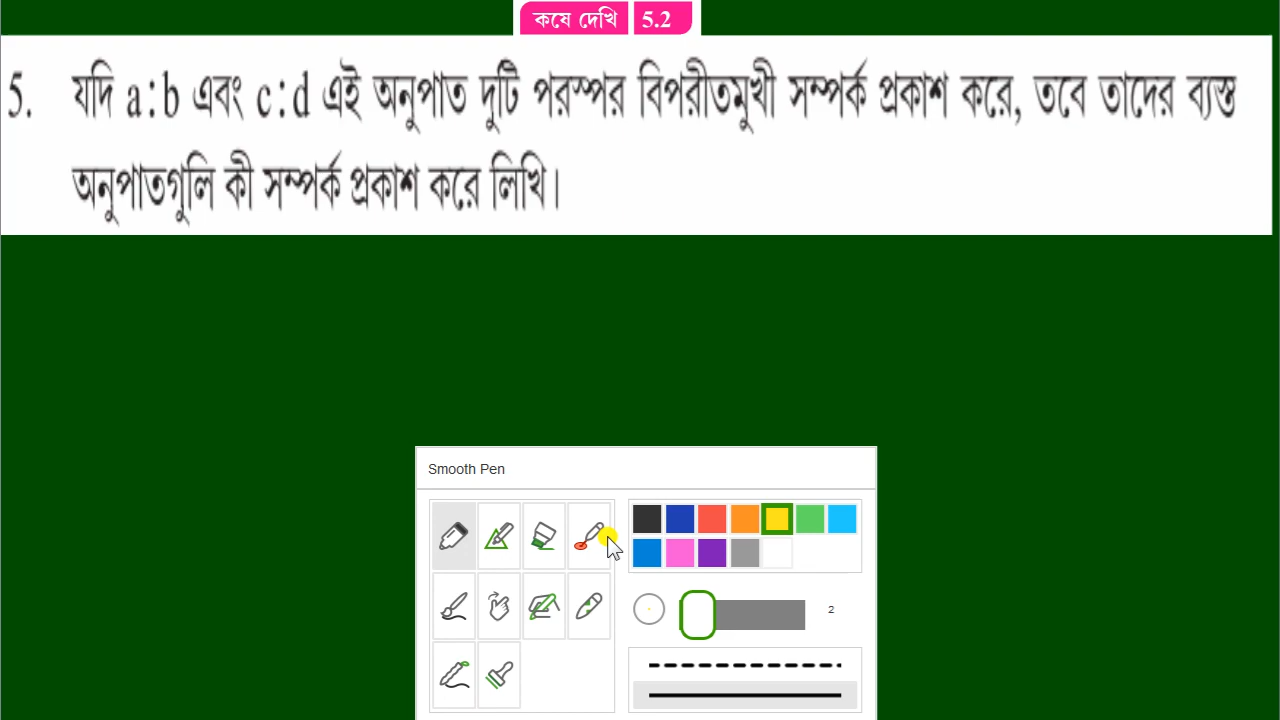 কষে দেখি 5.2
5. যদি a:b এবং c:d এই অনুপাত দুটি পরস্পর বিপরীতমুখী সম্পর্ক প্রকাশ করে, তবে তাদের ব্যস্ত
অনুপাতগুলি কী সম্পর্ক প্রকাশ করে লিখি।
Smooth Pen
2